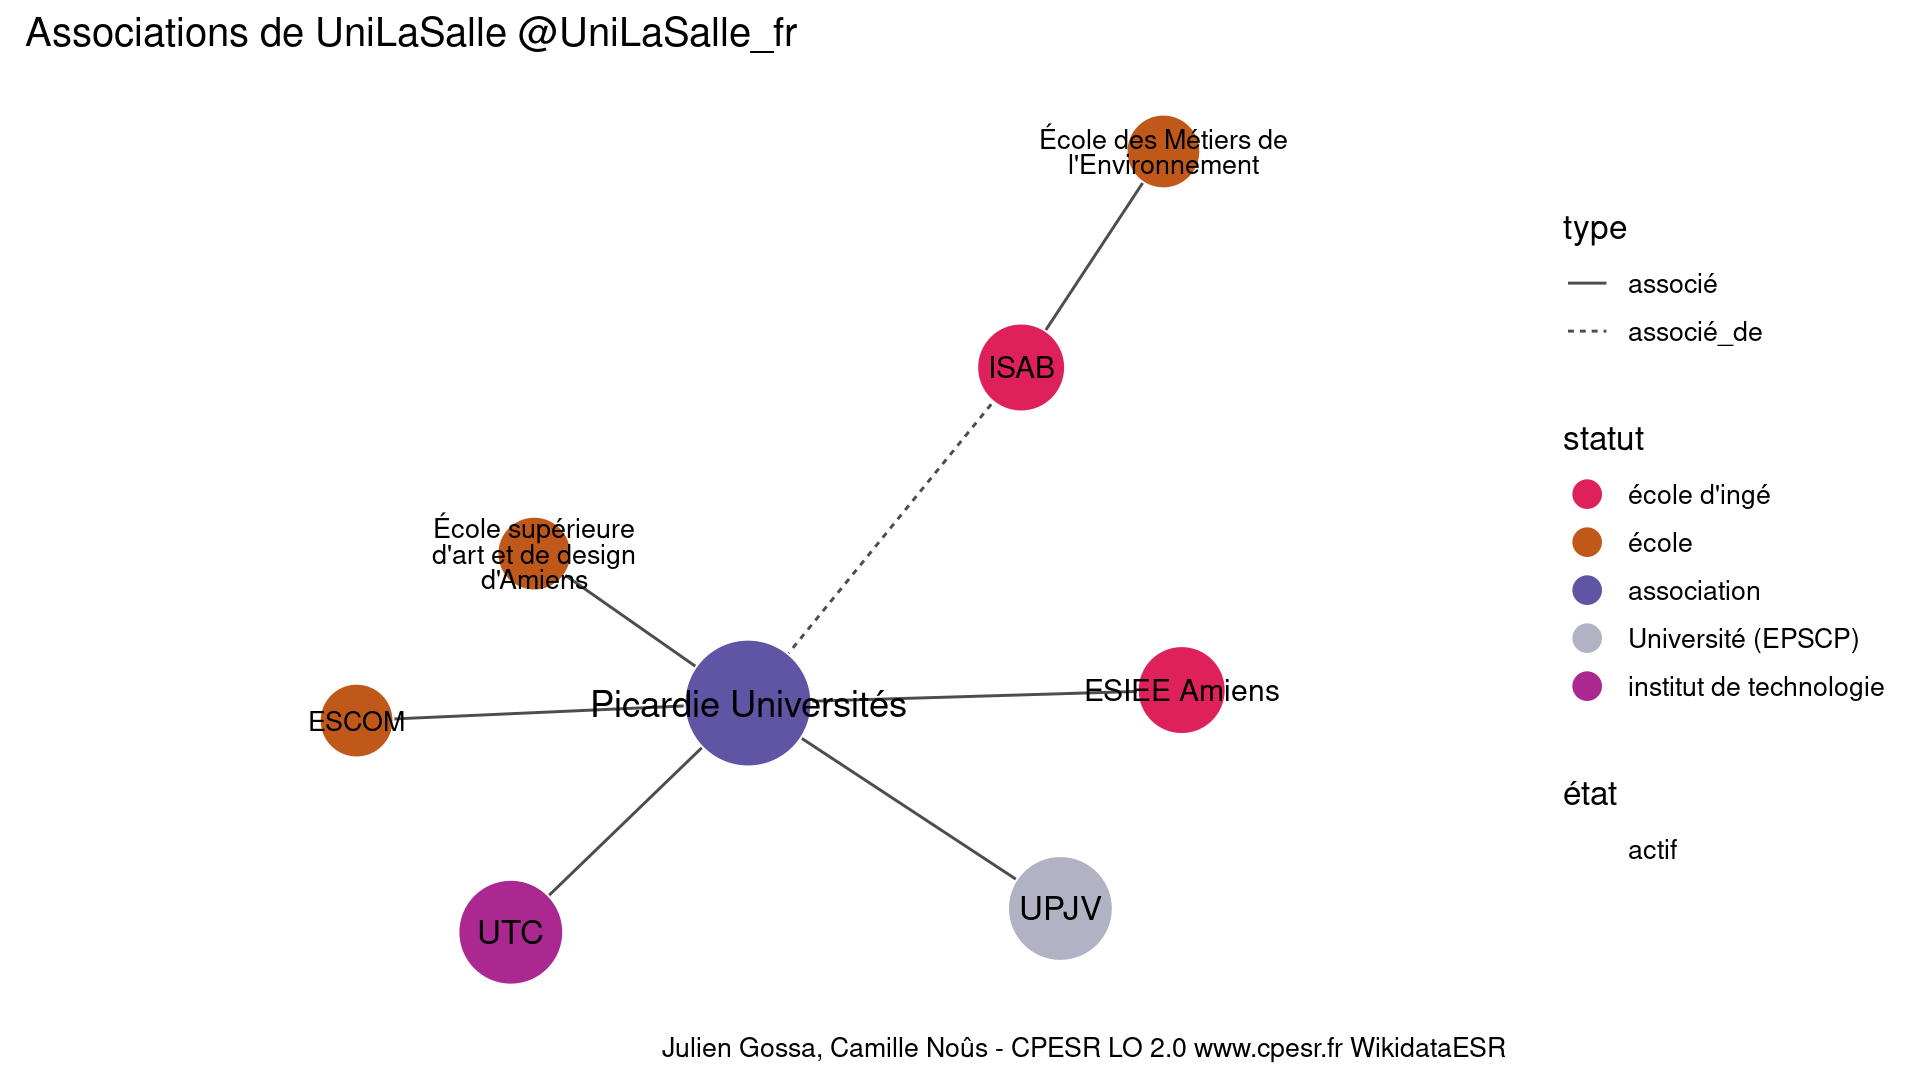 Associations de UniLaSalle @UniLaSalle_fr
École des Métiers de
l'Environnement
ISAB
École supérieure
d'art et de design
d'Amiens
ESCOM
Picardie Universités
ESIEE Amiens
UTC
UPJV
type
associé
associé_de
statut
école d'ingé
école
association
Université (EPSCP)
institut de technologie
état
actif
Julien Gossa, Camille Noûs - CPESR LO 2.0 www.cpesr.fr WikidataESR